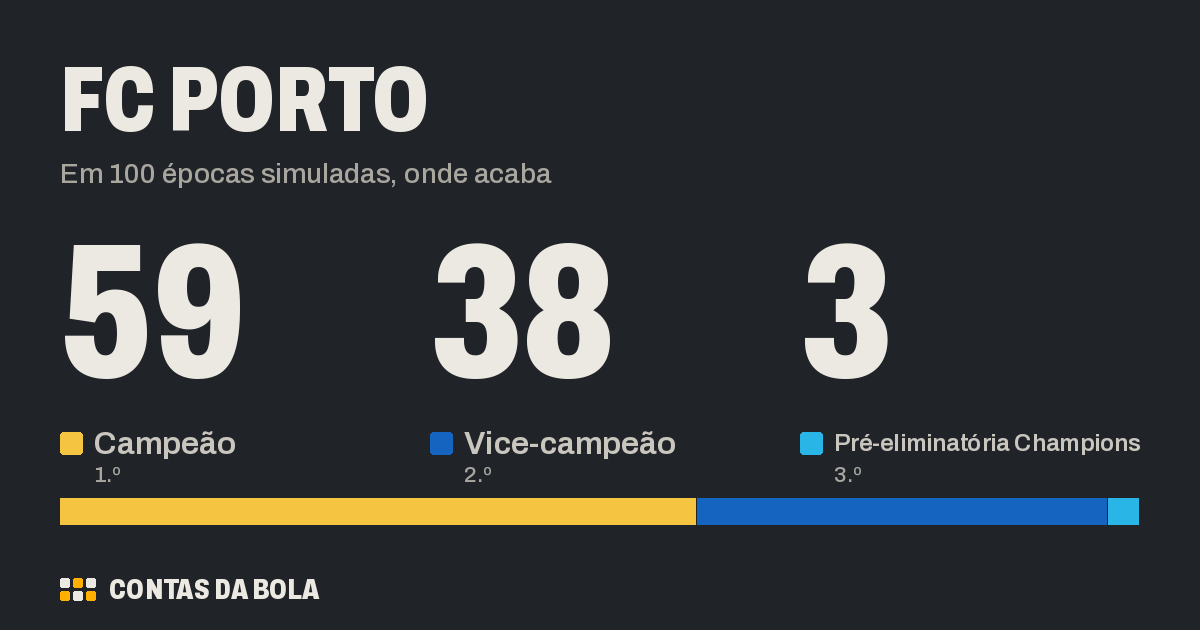 FC PORTO
Em 100 épocas simuladas, onde acaba
59 38 3
Campeão Vice-campeão Pré-eliminatória Champions
1.º 2.º 3.º
CONTAS DA BOLA